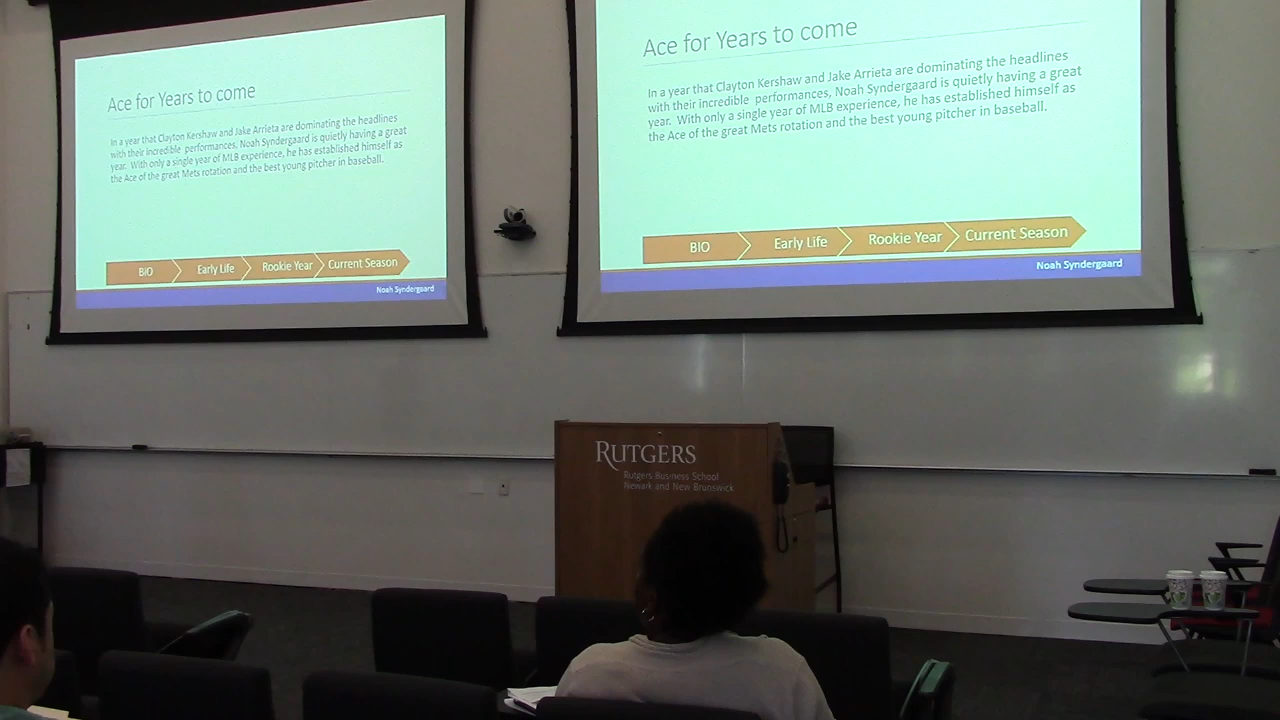 Ace for Years to come
In a year that Clayton Kershaw and Jake Arrieta are dominating the headlines
with their incredible performances, Noah Syndergaard is quietly having a great
year. With only a single year of MLB experience, he has established himself as
the Ace of the great Mets rotation and the best young pitcher in baseball.
BIO
Early Life
Rookie Year
Current Season
Noah Syndergaard
Ace for Years to come
In a year that Clayton Kershaw and Jake Arrieta are dominating the headlines
with their incredible performances, Noah Syndergaard is quietly having a great
year. With only a single year of MLB experience, he has established himself as
the Ace of the great Mets rotation and the best young pitcher in baseball.
BIO
Early Life
Rookie Year
Current Season
Noah Syndergaard
RUTGERS
Rutgers Business School
Newark and New Brunswick